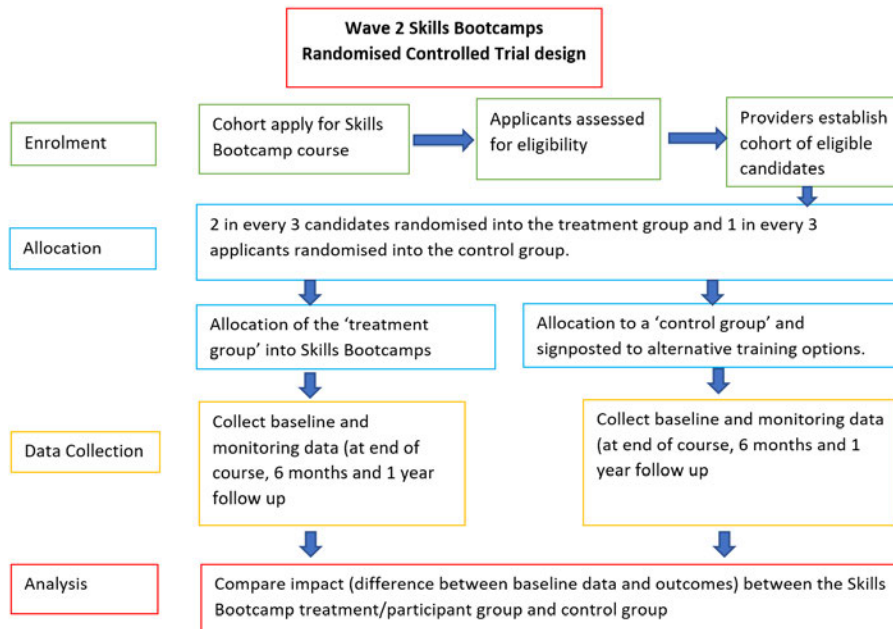 Wave 2 Skills Bootcamps
Randomised Controlled Trial design
Enrolment
Cohort apply for Skills
Bootcamp course
Applicants assessed
for eligibility
Providers establish
cohort of eligible
candidates
Allocation
2 in every 3 candidates randomised into the treatment group and 1 in every 3
applicants randomised into the control group.
Allocation of the ‘treatment
group’ into Skills Bootcamps
Allocation to a ‘control group’ and
signposted to alternative training options.
Data Collection
Collect baseline and
monitoring data (at end of
course, 6 months and 1 year
follow up
Collect baseline and monitoring data
(at end of course, 6 months and 1
year follow up
Analysis
Compare impact (difference between baseline data and outcomes) between the Skills
Bootcamp treatment/participant group and control group